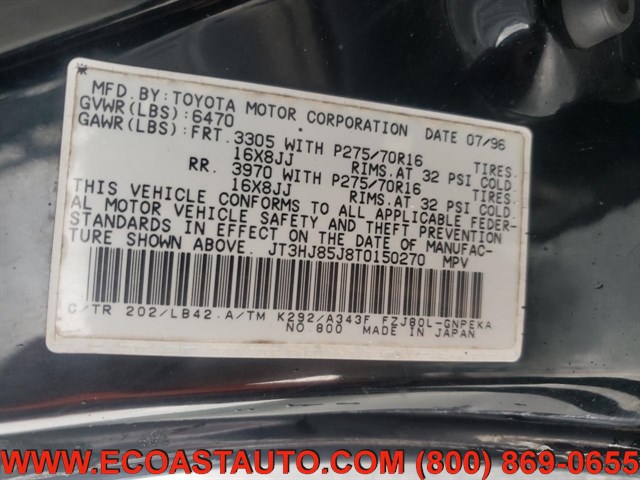 MFD. BY: TOYOTA MOTOR CORPORATION DATE 07/96
GVWR(LBS): 6470
GAWR(LBS): FRT. 3305 WITH P275/70R16 TIRES.
16X8JJ RIMS. AT 32 PSI COLD.
RR. 3970 WITH P275/70R16 TIRES.
16X8JJ RIMS. AT 32 PSI COLD.
THIS VEHICLE CONFORMS TO ALL APPLICABLE FEDER-
AL MOTOR VEHICLE SAFETY AND THEFT PREVENTION
STANDARDS IN EFFECT ON THE DATE OF MANUFAC-
TURE SHOWN ABOVE. JT3HJ85J8T0150270 MPV
C/TR 202/LB42. A/TM K292/A343F FZJ80L-GNPEKA
NO 800 MADE IN JAPAN
WWW.ECOASTAUTO.COM (800) 869-0655